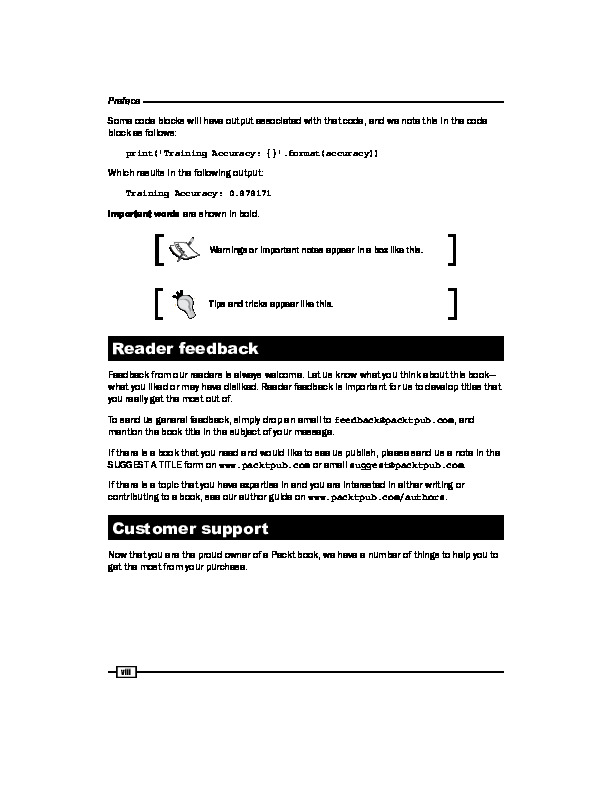 Preface
Some code blocks will have output associated with that code, and we note this in the code
block as follows:
print('Training Accuracy: {}'.format(accuracy))
Which results in the following output:
Training Accuracy: 0.878171
Important words are shown in bold.
Warnings or important notes appear in a box like this.
Tips and tricks appear like this.
Reader feedback
Feedback from our readers is always welcome. Let us know what you think about this book—
what you liked or may have disliked. Reader feedback is important for us to develop titles that
you really get the most out of.
To send us general feedback, simply drop an email to feedback@packtpub.com, and
mention the book title in the subject of your message.
If there is a book that you need and would like to see us publish, please send us a note in the
SUGGEST A TITLE form on www.packtpub.com or email suggest@packtpub.com
If there is a topic that you have expertise in and you are interested in either writing or
contributing to a book, see our author guide on www.packtpub.com/authors.
Customer support
Now that you are the proud owner of a Packt book, we have a number of things to help you to
get the most from your purchase.
viii